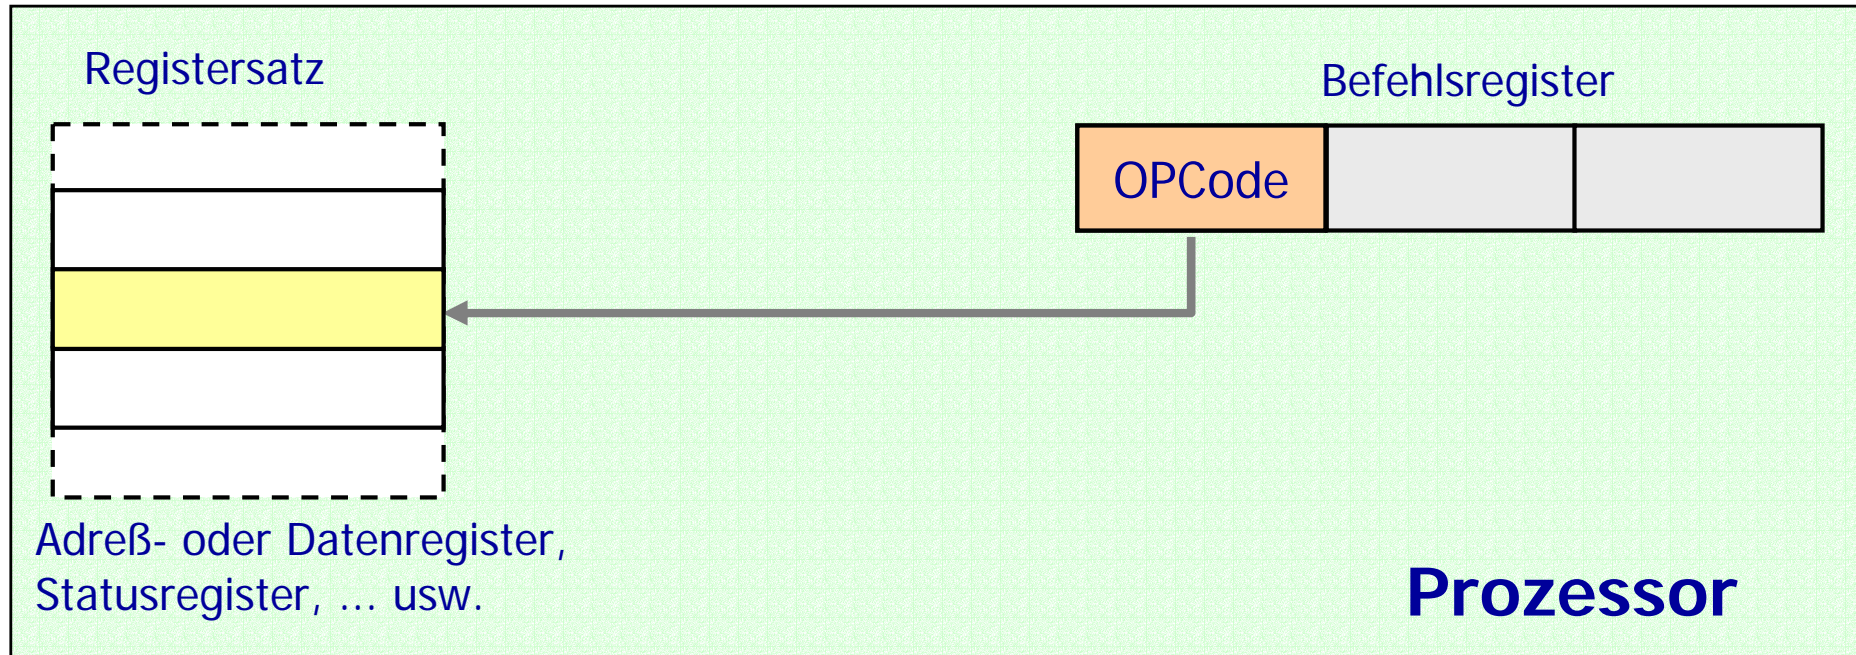 Registersatz
Befehlsregister
OPCode
Adreß- oder Datenregister,
Statusregister, ... usw.
Prozessor